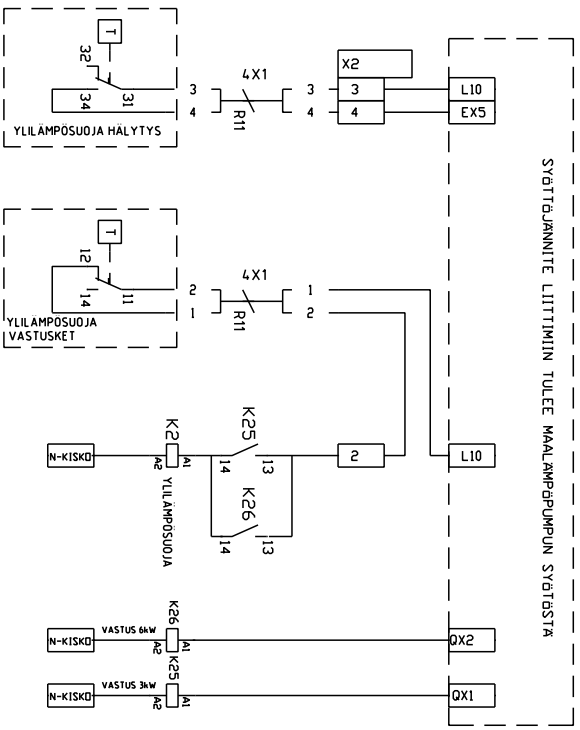 T
32
34
31
YLILÄMPÖSUOJA HÄLYTYS
3
4
4X1
R11
3
4
X2
3
4
L10
EX5
T
12
14
11
YLILÄMPÖSUOJA
VASTUSKET
2
1
4X1
R11
1
2
SYÖTTÖJÄNNITE LIITTIMIIN TULEE MAALÄMPÖPUMPUN SYÖTÖSTÄ
N-KISKO
A2
K2
A1
YLILÄMPÖSUOJA
K25
14
13
K26
14
13
2
L10
N-KISKO
VASTUS 6kW
A2
K26
A1
QX2
N-KISKO
VASTUS 3kW
A2
K25
A1
QX1